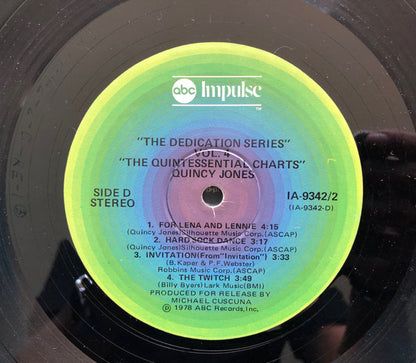 abc Impulse
TM
"THE DEDICATION SERIES"
VOL. 4
"THE QUINTESSENTIAL CHARTS"
QUINCY JONES
SIDE D
STEREO
IA-9342/2
(IA-9342-D)
1. FOR LENA AND LENNIE 4:15
(Quincy Jones) Silhouette Music Corp. (ASCAP)
2. HARD SOCK DANCE 3:17
(Quincy Jones) Silhouette Music Corp. (ASCAP)
3. INVITATION (From "Invitation") 3:33
(B. Kaper & P. F. Webster)
Robbins Music Corp. (ASCAP)
4. THE TWITCH 3:49
(Billy Byers) Lark Music (BMI)
PRODUCED FOR RELEASE BY
MICHAEL CUSCUNA
℗ 1978 ABC Records, Inc.